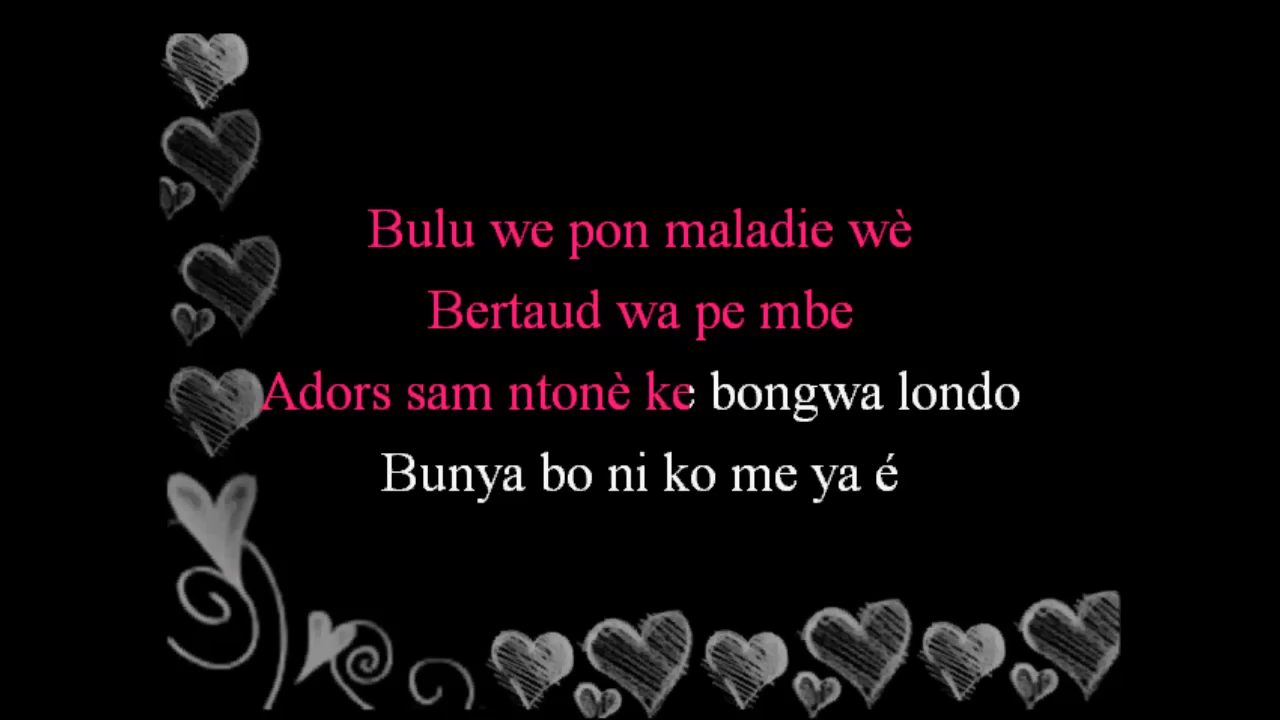 Bulu we pon maladie wè
Bertaud wa pe mbe
Adors sam ntonè ke bongwa londo
Bunya bo ni ko me ya é